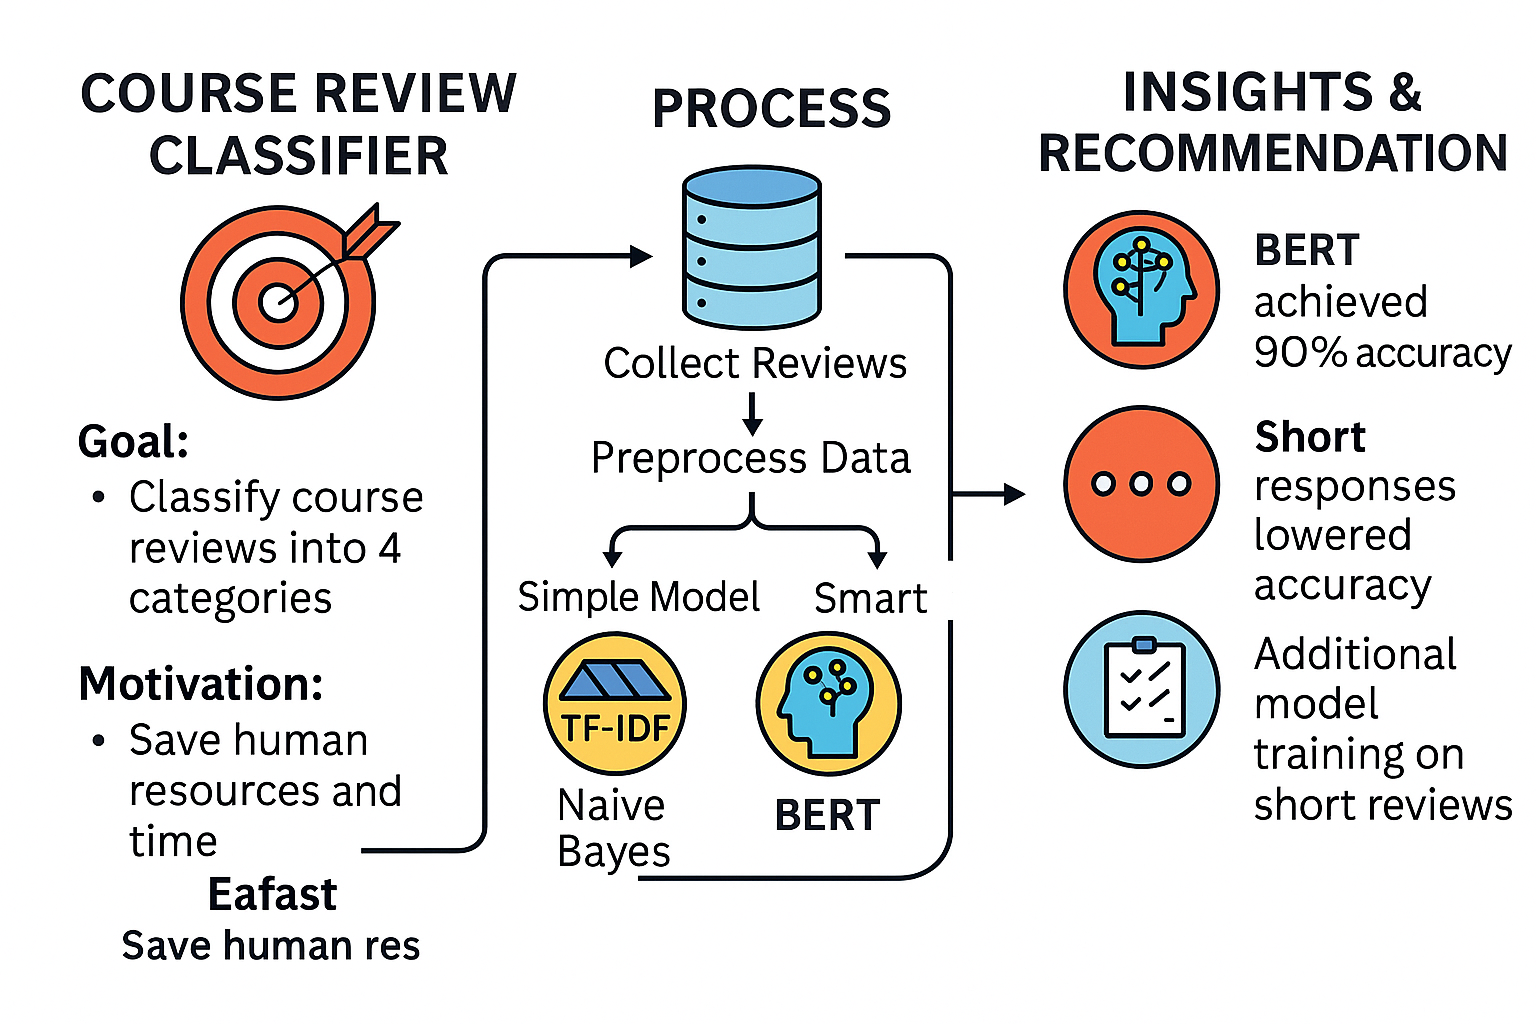 COURSE REVIEW
CLASSIFIER
Goal:
• Classify course
reviews into 4
categories
Motivation:
• Save human
resources and
time
Eafast
Save human res
PROCESS
Collect Reviews
Preprocess Data
Simple Model
TF-IDF
Naive
Bayes
Smart
BERT
INSIGHTS &
RECOMMENDATION
BERT
achieved
90% accuracy
Short
responses
lowered
accuracy
Additional
model
training on
short reviews